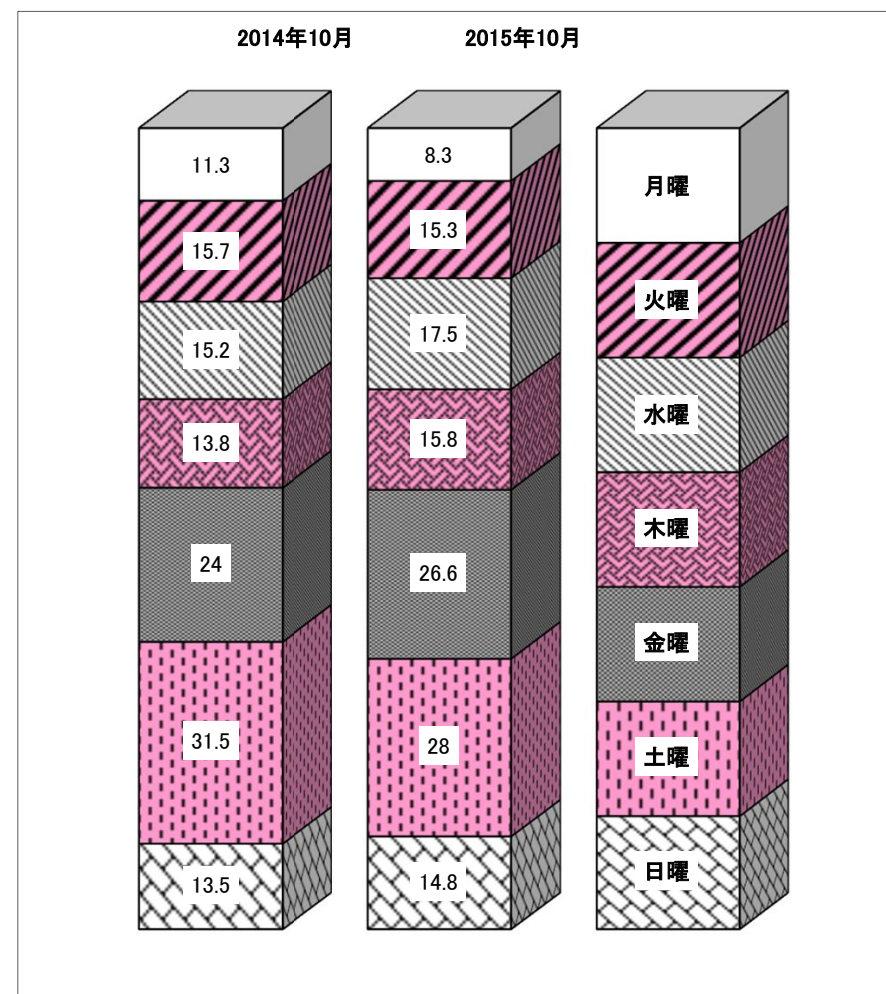 2014年10月 2015年10月
11.3 8.3 月曜
15.7 15.3 火曜
15.2 17.5 水曜
13.8 15.8 木曜
24 26.6 金曜
31.5 28 土曜
13.5 14.8 日曜